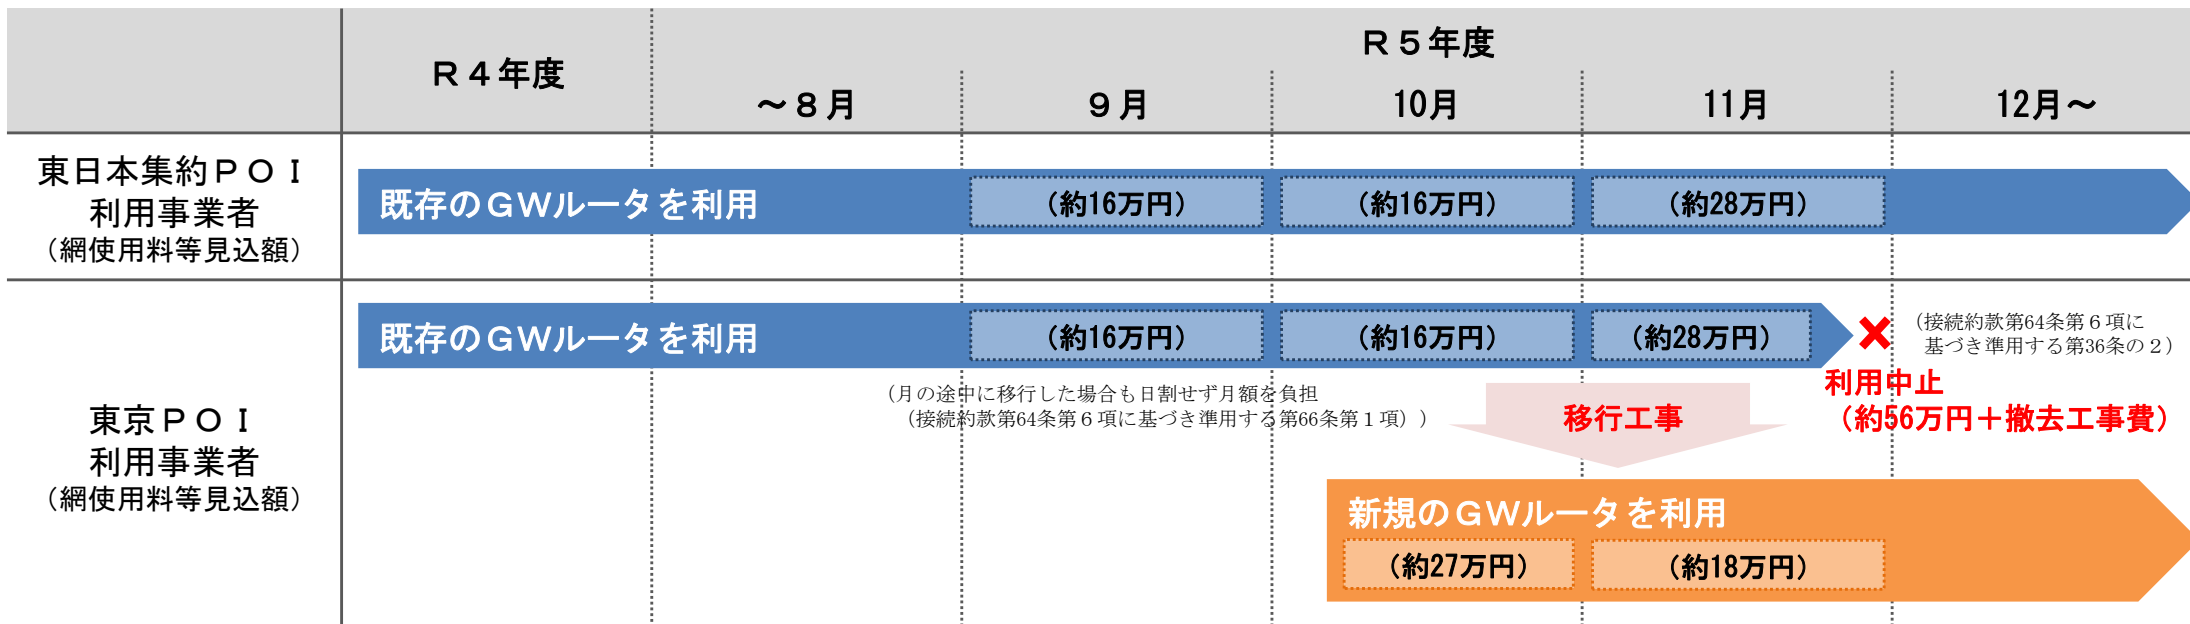 Ｒ４年度
Ｒ５年度
～８月
９月
10月
11月
12月～
東日本集約ＰＯＩ
利用事業者
（網使用料等見込額）
既存のＧＷルータを利用
（約16万円）
（約16万円）
（約28万円）
東京ＰＯＩ
利用事業者
（網使用料等見込額）
既存のＧＷルータを利用
（約16万円）
（約16万円）
（約28万円）
（接続約款第64条第６項に
基づき準用する第36条の２）
利用中止
（約56万円＋撤去工事費）
（月の途中に移行した場合も日割せず月額を負担
（接続約款第64条第６項に基づき準用する第66条第１項））
移行工事
新規のＧＷルータを利用
（約27万円）
（約18万円）